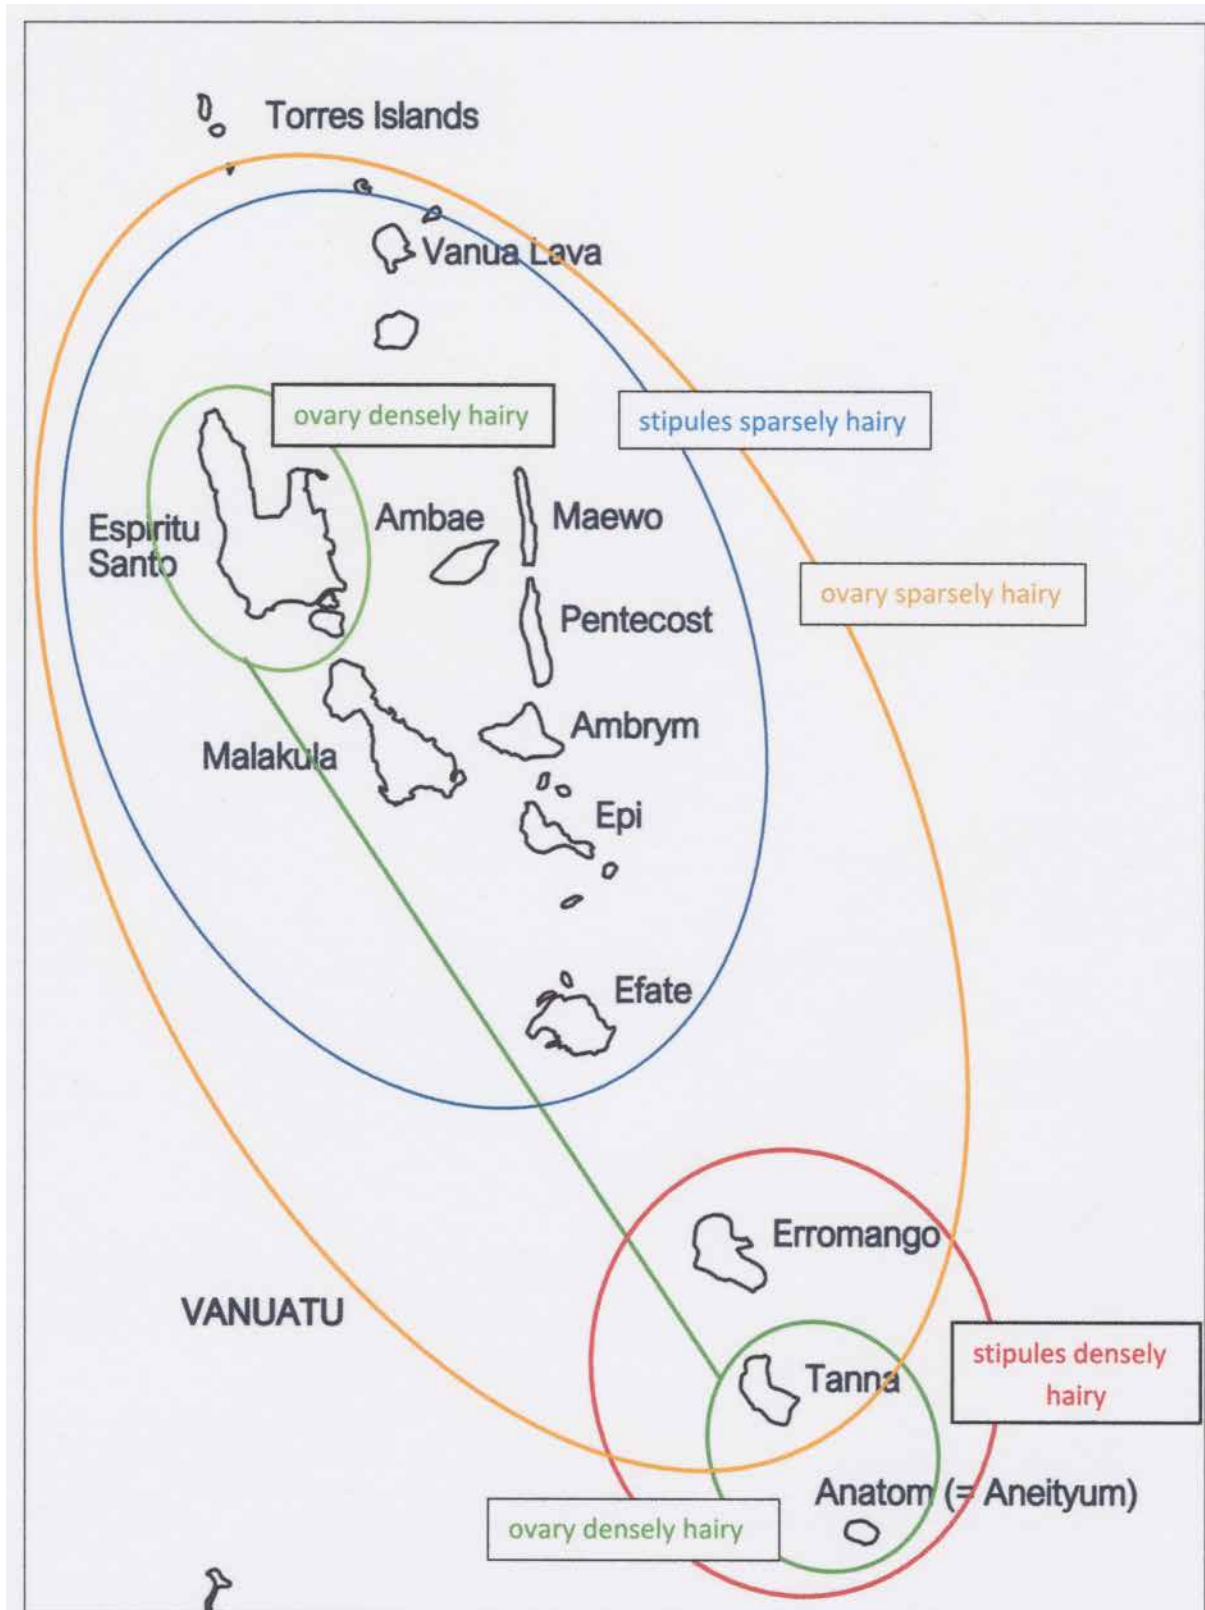 Torres Islands
Vanua Lava
ovary densely hairy
stipules sparsely hairy
Espiritu
Santo
Ambae
Maewo
ovary sparsely hairy
Pentecost
Malakula
Ambrym
Epi
Efate
Erromango
VANUATU
stipules densely
hairy
Tanna
Anatom (= Aneityum)
ovary densely hairy